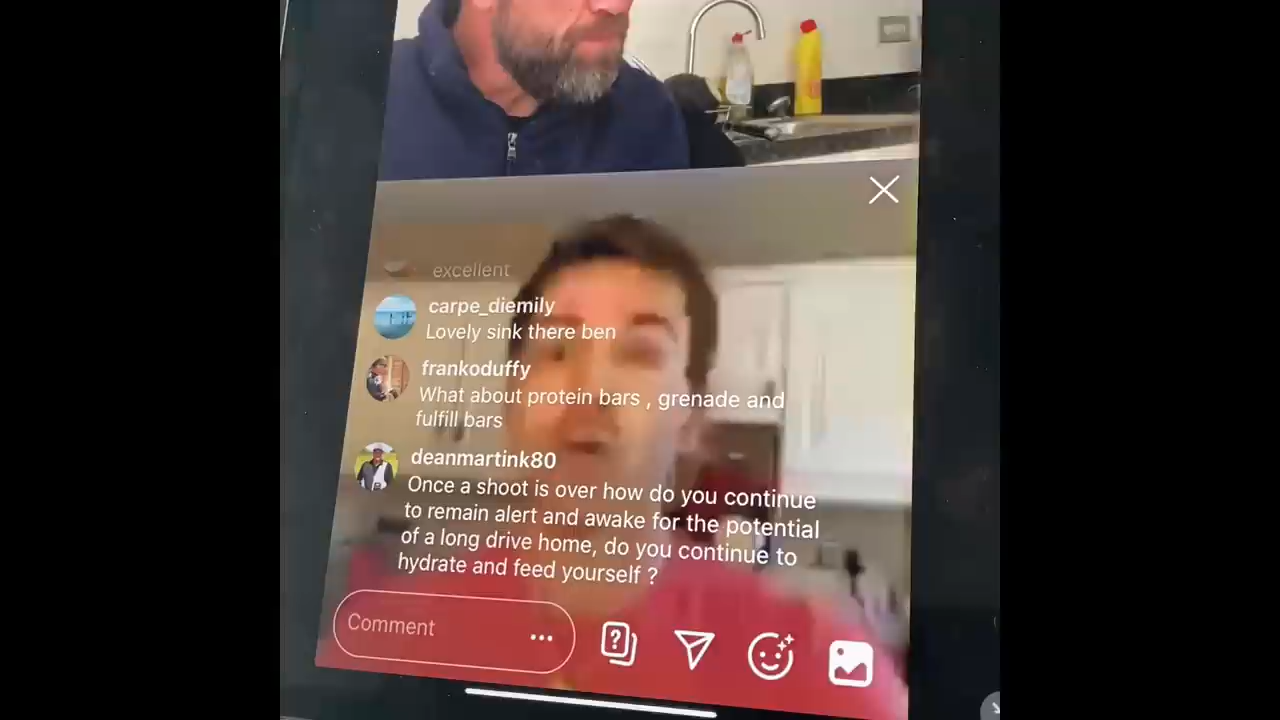 excellent
carpe_diemily
Lovely sink there ben
frankoduffy
What about protein bars , grenade and
fulfill bars
deanmartink80
Once a shoot is over how do you continue
to remain alert and awake for the potential
of a long drive home, do you continue to
hydrate and feed yourself ?
Comment